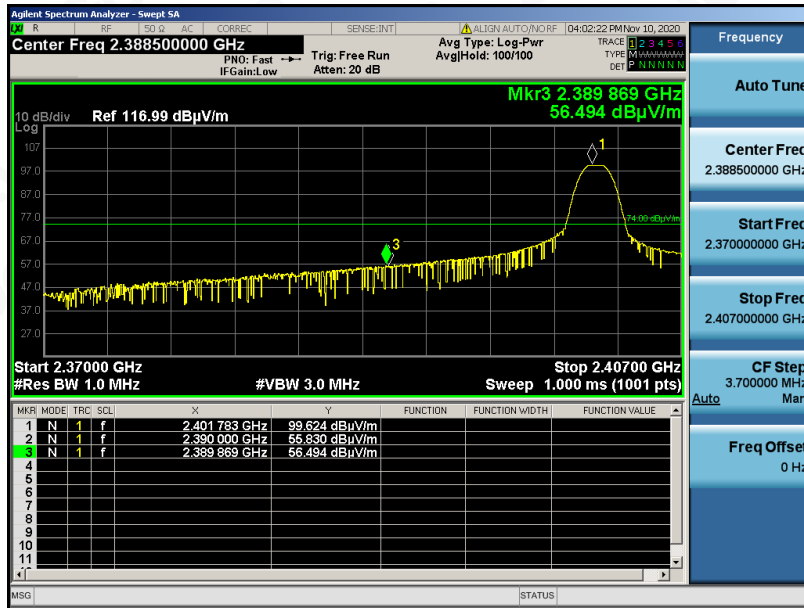 Agilent Spectrum Analyzer - Swept SA
LXI R RF 50 Ω AC CORREC SENSE:INT ALIGN AUTO/NO RF 04:02:22 PM Nov 10, 2020
Center Freq 2.388500000 GHz
PNO: Fast
IFGain:Low
Trig: Free Run
Atten: 20 dB
Avg Type: Log-Pwr
Avg|Hold: 100/100
TRACE 1 2 3 4 5 6
TYPE M
DET P N N N N N
Mkr3 2.389 869 GHz
56.494 dBµV/m
10 dB/div Ref 116.99 dBµV/m
Log
107
97.0
87.0
77.0
67.0
57.0
47.0
37.0
27.0
1
74.00 dBµV/m
3
Start 2.37000 GHz Stop 2.40700 GHz
#Res BW 1.0 MHz #VBW 3.0 MHz Sweep 1.000 ms (1001 pts)
MKR MODE TRC SCL X Y FUNCTION FUNCTION WIDTH FUNCTION VALUE
1 N 1 f 2.401 783 GHz 99.624 dBµV/m
2 N 1 f 2.390 000 GHz 55.830 dBµV/m
3 N 1 f 2.389 869 GHz 56.494 dBµV/m
4
5
6
7
8
9
10
11
MSG STATUS
Frequency
Auto Tune
Center Freq
2.388500000 GHz
Start Freq
2.370000000 GHz
Stop Freq
2.407000000 GHz
CF Step
3.700000 MHz
Auto Man
Freq Offset
0 Hz